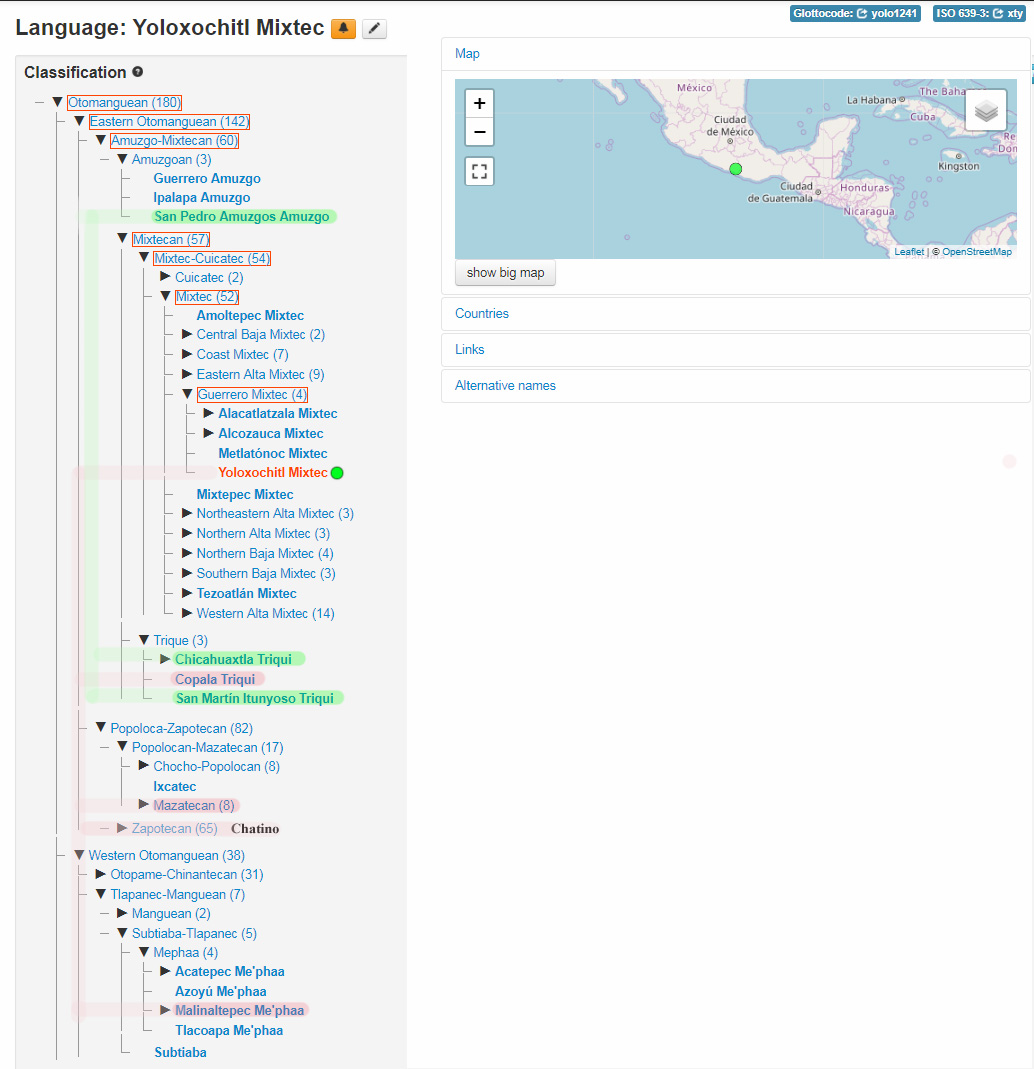 Language: Yoloxochitl Mixtec
Glottocode: yolo1241
ISO 639-3: xty
Classification
Otomanguean (180)
Eastern Otomanguean (142)
Amuzgo-Mixtecan (60)
Amuzgoan (3)
Guerrero Amuzgo
Ipalapa Amuzgo
San Pedro Amuzgos Amuzgo
Mixtecan (57)
Mixtec-Cuicatec (54)
Cuicatec (2)
Mixtec (52)
Amoltepec Mixtec
Central Baja Mixtec (2)
Coast Mixtec (7)
Eastern Alta Mixtec (9)
Guerrero Mixtec (4)
Alacatlatzala Mixtec
Alcozauca Mixtec
Metlatónoc Mixtec
Yoloxochitl Mixtec
Mixtepec Mixtec
Northeastern Alta Mixtec (3)
Northern Alta Mixtec (3)
Northern Baja Mixtec (4)
Southern Baja Mixtec (3)
Tezoatlán Mixtec
Western Alta Mixtec (14)
Trique (3)
Chicahuaxtla Triqui
Copala Triqui
San Martín Itunyoso Triqui
Popoloca-Zapotecan (82)
Popolocan-Mazatecan (17)
Chocho-Popolocan (8)
Ixcatec
Mazatecan (8)
Zapotecan (65) Chatino
Western Otomanguean (38)
Otopame-Chinantecan (31)
Tlapanec-Manguean (7)
Manguean (2)
Subtiaba-Tlapanec (5)
Mephaa (4)
Acatepec Me'phaa
Azoyú Me'phaa
Malinaltepec Me'phaa
Tlacoapa Me'phaa
Subtiaba
Map
+
−
México
Ciudad
de México
La Habana
The Baha
Cuba
Re
Don
Kingston
Ciudad
de Guatemala
Honduras
Nicaragua
Leaflet | © OpenStreetMap
show big map
Countries
Links
Alternative names